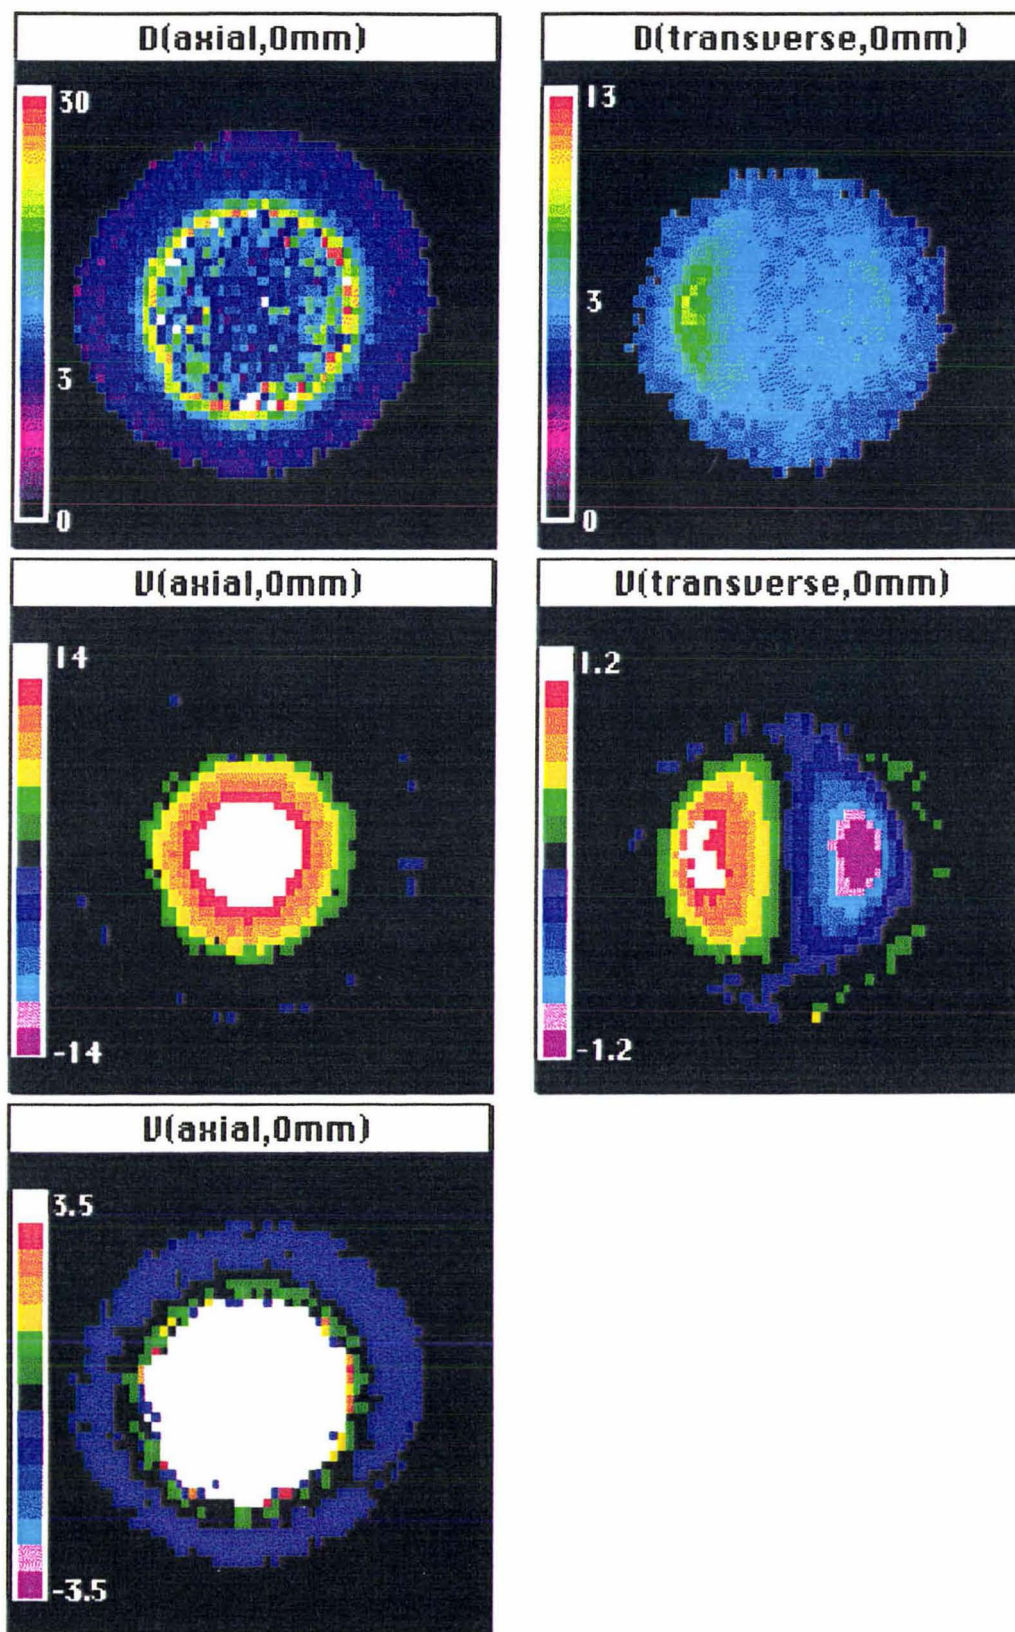 D(axial,0mm)
30
3
0
D(transverse,0mm)
13
3
0
V(axial,0mm)
14
-14
V(transverse,0mm)
1.2
-1.2
V(axial,0mm)
3.5
-3.5